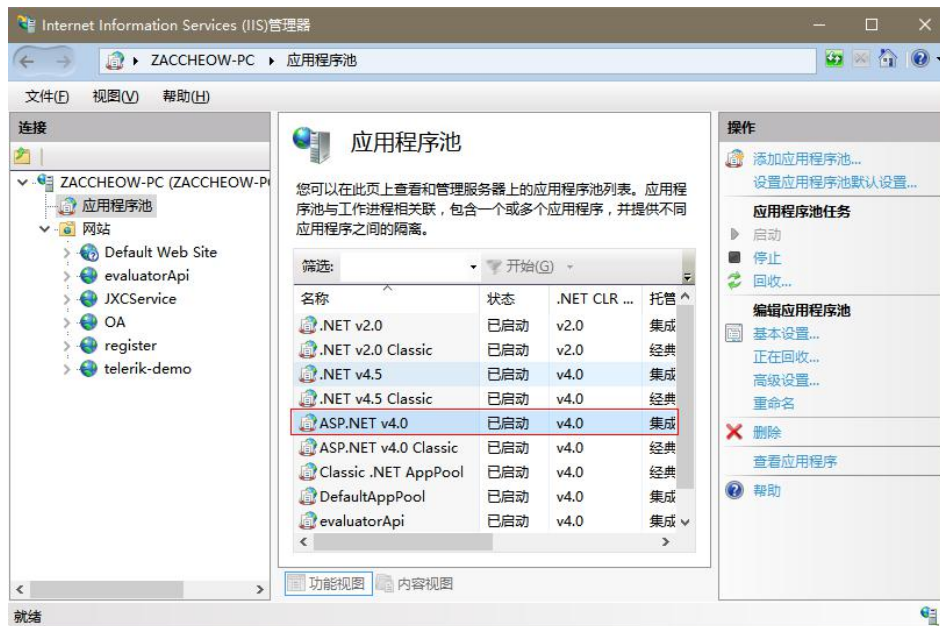 Internet Information Services (IIS)管理器
ZACCHEOW-PC 应用程序池
文件(F) 视图(V) 帮助(H)
连接
ZACCHEOW-PC (ZACCHEOW-P
应用程序池
网站
Default Web Site
evaluatorApi
JXCService
OA
register
telerik-demo
应用程序池
您可以在此页上查看和管理服务器上的应用程序池列表。应用程
序池与工作进程相关联，包含一个或多个应用程序，并提供不同
应用程序之间的隔离。
筛选: 开始(G)
名称 状态 .NET CLR ... 托管
.NET v2.0 已启动 v2.0 集成
.NET v2.0 Classic 已启动 v2.0 经典
.NET v4.5 已启动 v4.0 集成
.NET v4.5 Classic 已启动 v4.0 经典
ASP.NET v4.0 已启动 v4.0 集成
ASP.NET v4.0 Classic 已启动 v4.0 经典
Classic .NET AppPool 已启动 v4.0 经典
DefaultAppPool 已启动 v4.0 集成
evaluatorApi 已启动 v4.0 集成
功能视图 内容视图
操作
添加应用程序池...
设置应用程序池默认设置...
应用程序池任务
启动
停止
回收...
编辑应用程序池
基本设置...
正在回收...
高级设置...
重命名
删除
查看应用程序
帮助
就绪